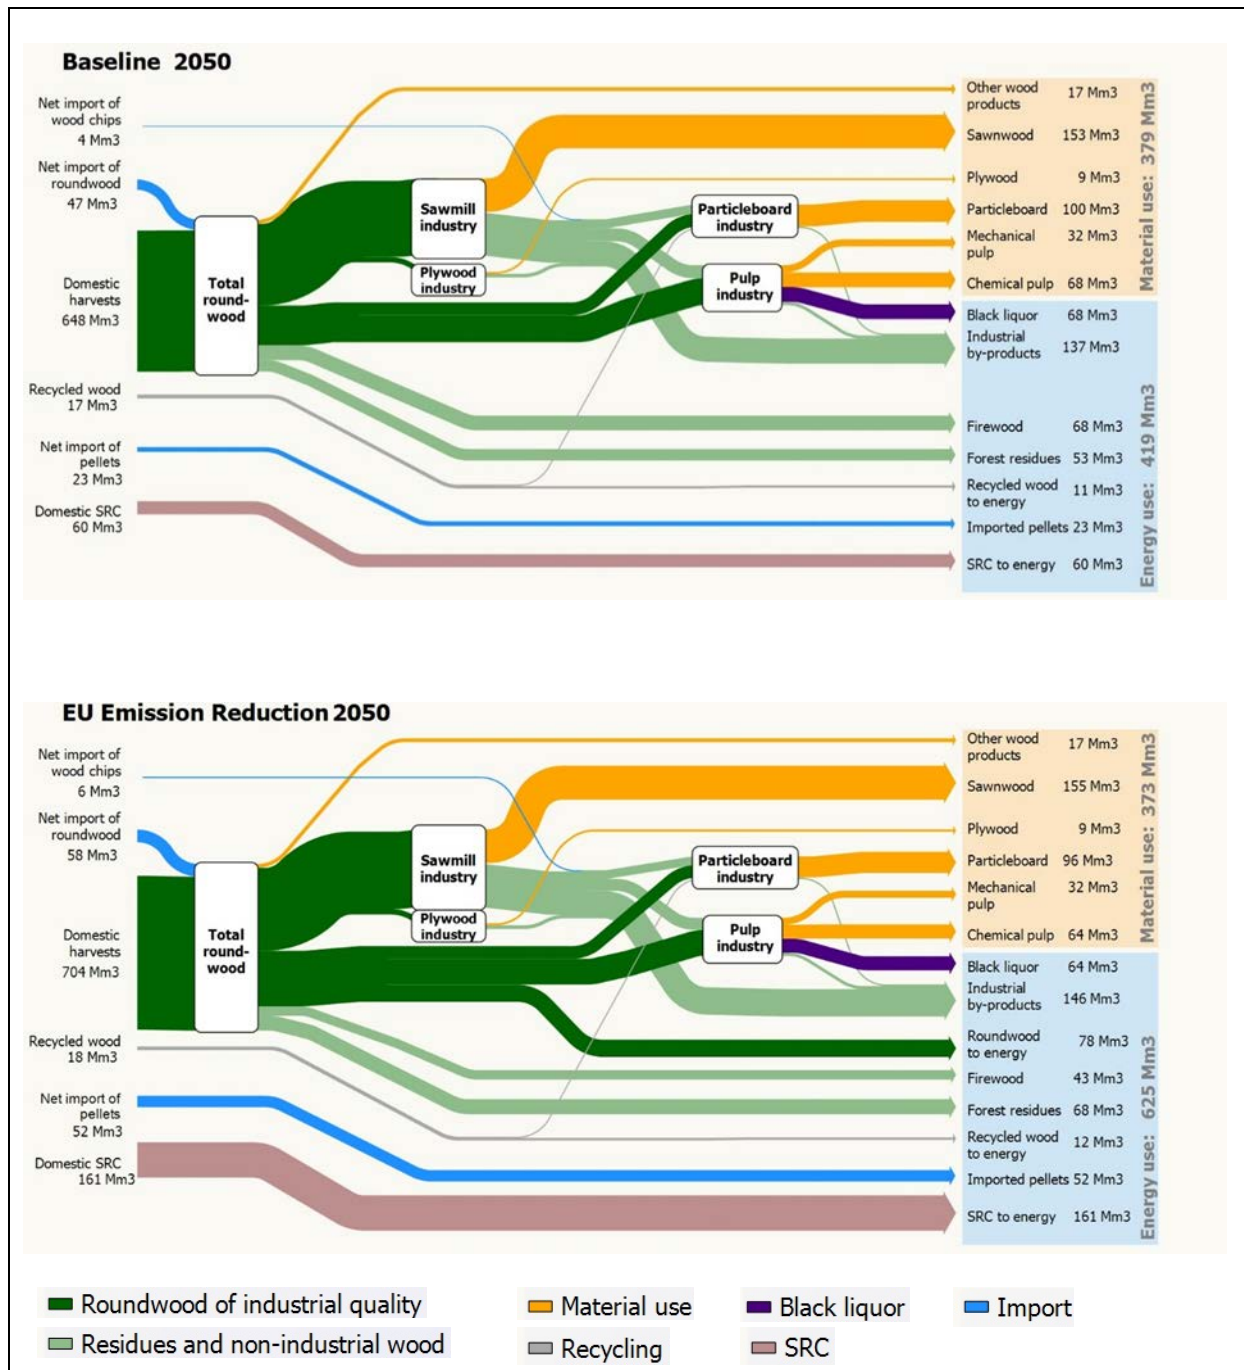 Baseline 2050
Net import of
wood chips
4 Mm3
Net import of
roundwood
47 Mm3
Domestic
harvests
648 Mm3
Recycled wood
17 Mm3
Net import of
pellets
23 Mm3
Domestic SRC
60 Mm3
Total
round-
wood
Sawmill
industry
Plywood
industry
Particleboard
industry
Pulp
industry
Other wood
products 17 Mm3
Sawnwood 153 Mm3
Plywood 9 Mm3
Particleboard 100 Mm3
Mechanical 32 Mm3
pulp
Chemical pulp 68 Mm3
Material use: 379 Mm3
Black liquor 68 Mm3
Industrial
by-products 137 Mm3
Firewood 68 Mm3
Forest residues 53 Mm3
Recycled wood 11 Mm3
to energy
Imported pellets 23 Mm3
SRC to energy 60 Mm3
Energy use: 419 Mm3
EU Emission Reduction 2050
Net import of
wood chips
6 Mm3
Net import of
roundwood
58 Mm3
Domestic
harvests
704 Mm3
Recycled wood
18 Mm3
Net import of
pellets
52 Mm3
Domestic SRC
161 Mm3
Total
round-
wood
Sawmill
industry
Plywood
industry
Particleboard
industry
Pulp
industry
Other wood
products 17 Mm3
Sawnwood 155 Mm3
Plywood 9 Mm3
Particleboard 96 Mm3
Mechanical 32 Mm3
pulp
Chemical pulp 64 Mm3
Material use: 373 Mm3
Black liquor 64 Mm3
Industrial
by-products 146 Mm3
Roundwood 78 Mm3
to energy
Firewood 43 Mm3
Forest residues 68 Mm3
Recycled wood 12 Mm3
to energy
Imported pellets 52 Mm3
SRC to energy 161 Mm3
Energy use: 625 Mm3
Roundwood of industrial quality
Material use
Black liquor
Import
Residues and non-industrial wood
Recycling
SRC